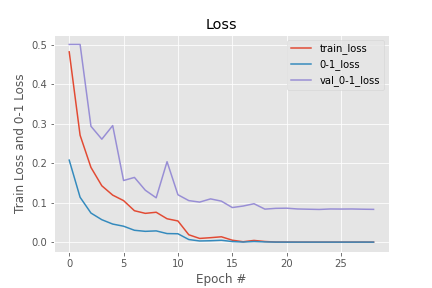 Loss
train_loss
0-1_loss
val_0-1_loss
Train Loss and 0-1 Loss
0.5
0.4
0.3
0.2
0.1
0.0
0 5 10 15 20 25
Epoch #